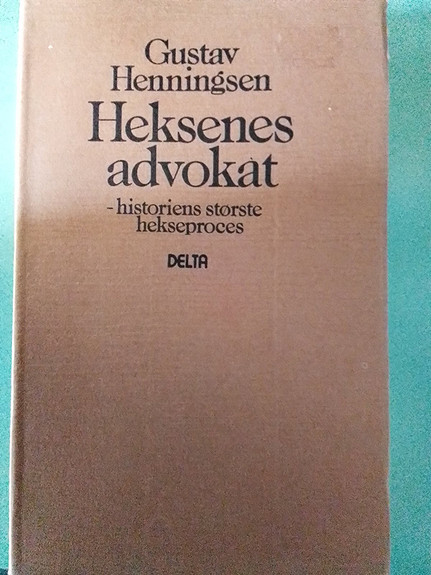 Gustav
Henningsen
Heksenes
advokat
- historiens største
hekseproces
DELTA